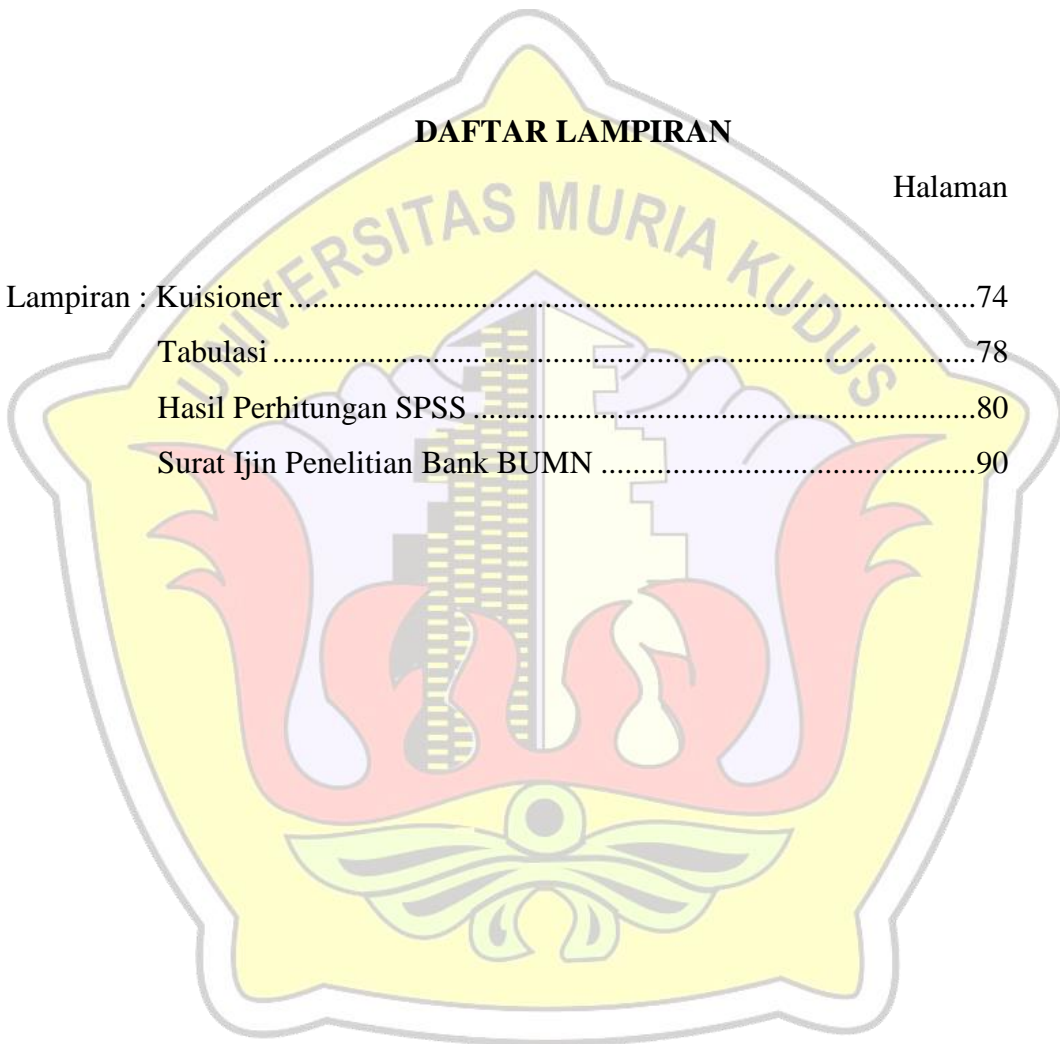 DAFTAR LAMPIRAN
Halaman
UNIVERSITAS MURIA KUDUS
Lampiran : Kuisioner ........................................................................................74
Tabulasi ..........................................................................................78
Hasil Perhitungan SPSS ................................................................80
Surat Ijin Penelitian Bank BUMN ...............................................90